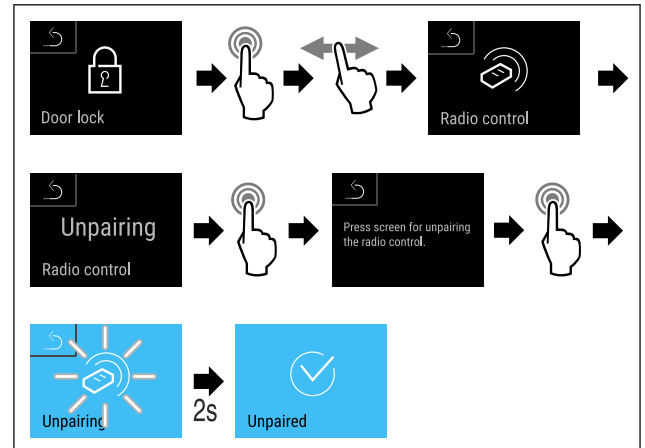 Door lock
Radio control
Unpairing
Radio control
Press screen for unpairing
the radio control.
Unpairing
2s
Unpaired